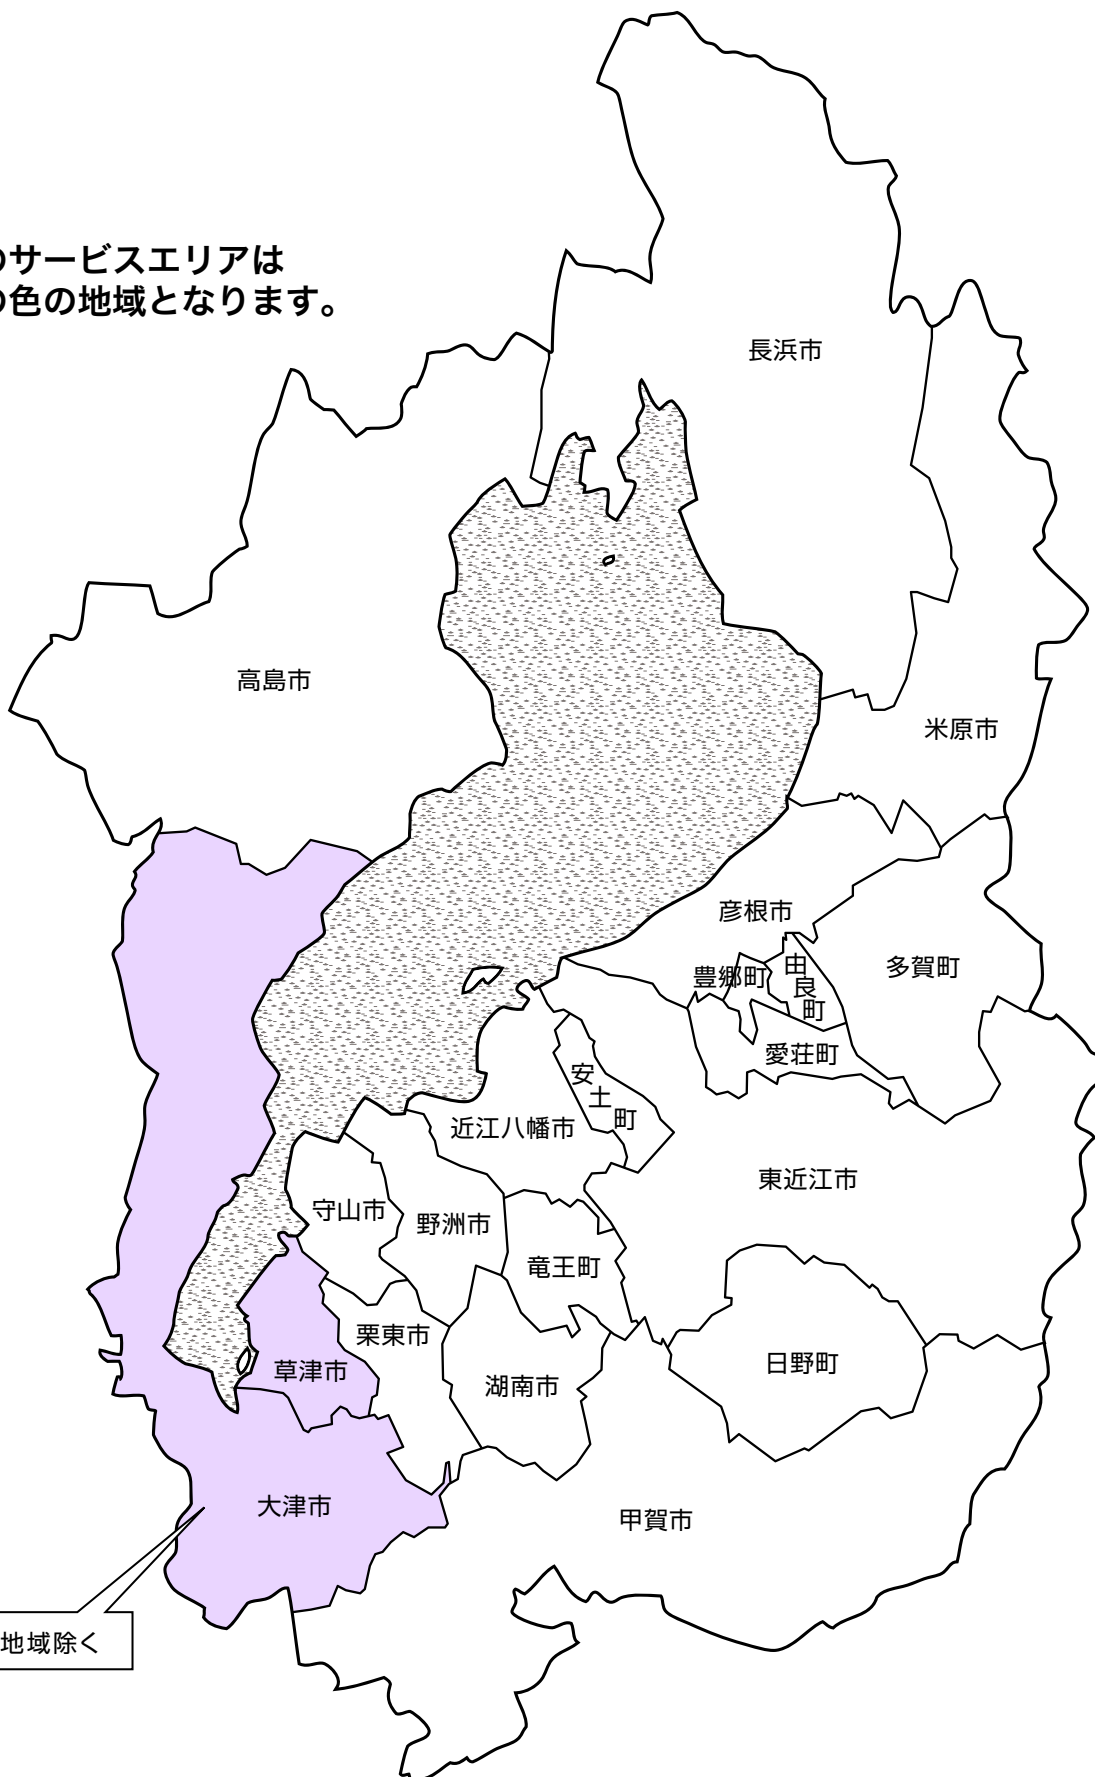 のサービスエリアは
の色の地域となります。
長浜市
高島市
米原市
彦根市
豊郷町
由良町
多賀町
愛荘町
安土町
近江八幡市
東近江市
守山市
野洲市
竜王町
栗東市
草津市
湖南市
日野町
大津市
甲賀市
地域除く